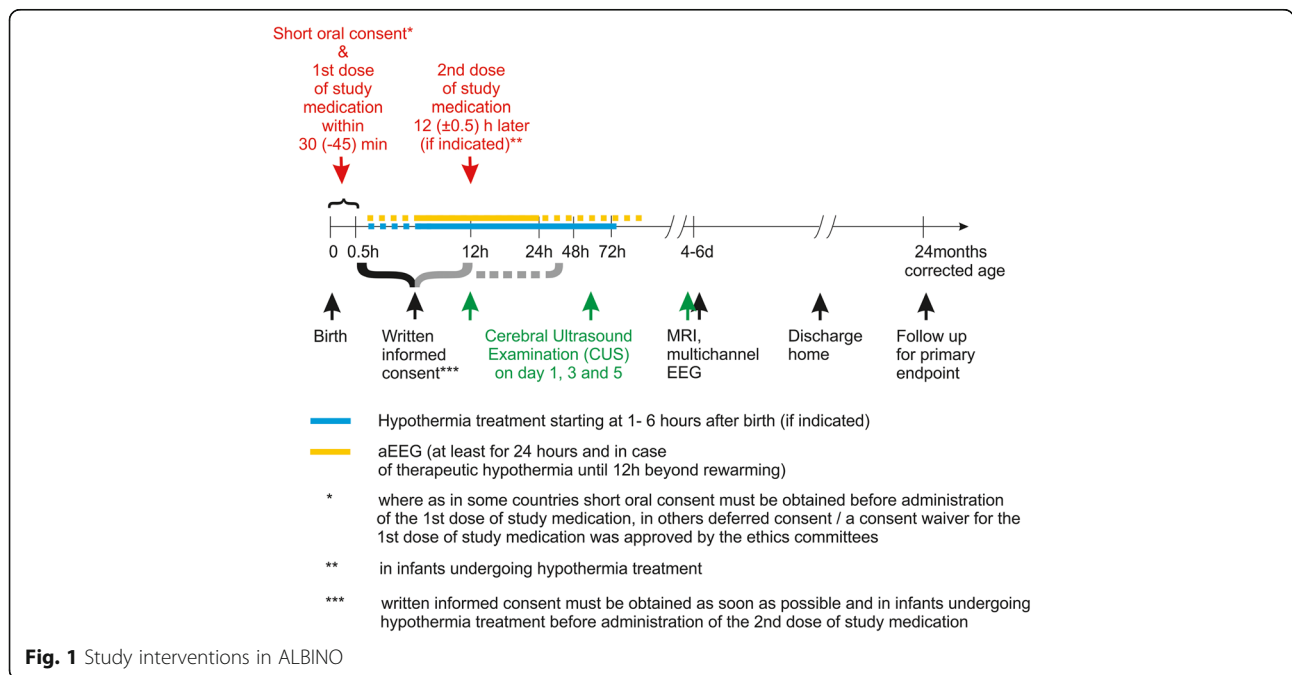 Short oral consent*
&
1st dose
of study
medication
within
30 (-45) min
2nd dose
of study
medication
12 (±0.5) h later
(if indicated)**
0 0.5h 12h 24h 48h 72h 4-6d 24months
corrected age
Birth
Written
informed
consent***
Cerebral Ultrasound
Examination (CUS)
on day 1, 3 and 5
MRI,
multichannel
EEG
Discharge
home
Follow up
for primary
endpoint
Hypothermia treatment starting at 1- 6 hours after birth (if indicated)
aEEG (at least for 24 hours and in case
of therapeutic hypothermia until 12h beyond rewarming)
* where as in some countries short oral consent must be obtained before administration
of the 1st dose of study medication, in others deferred consent / a consent waiver for the
1st dose of study medication was approved by the ethics committees
** in infants undergoing hypothermia treatment
*** written informed consent must be obtained as soon as possible and in infants undergoing
hypothermia treatment before administration of the 2nd dose of study medication
Fig. 1 Study interventions in ALBINO